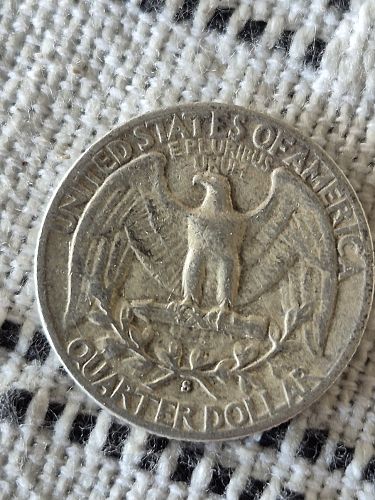 UNITED STATES OF AMERICA
E PLURIBUS
UNUM
S
QUARTER DOLLAR